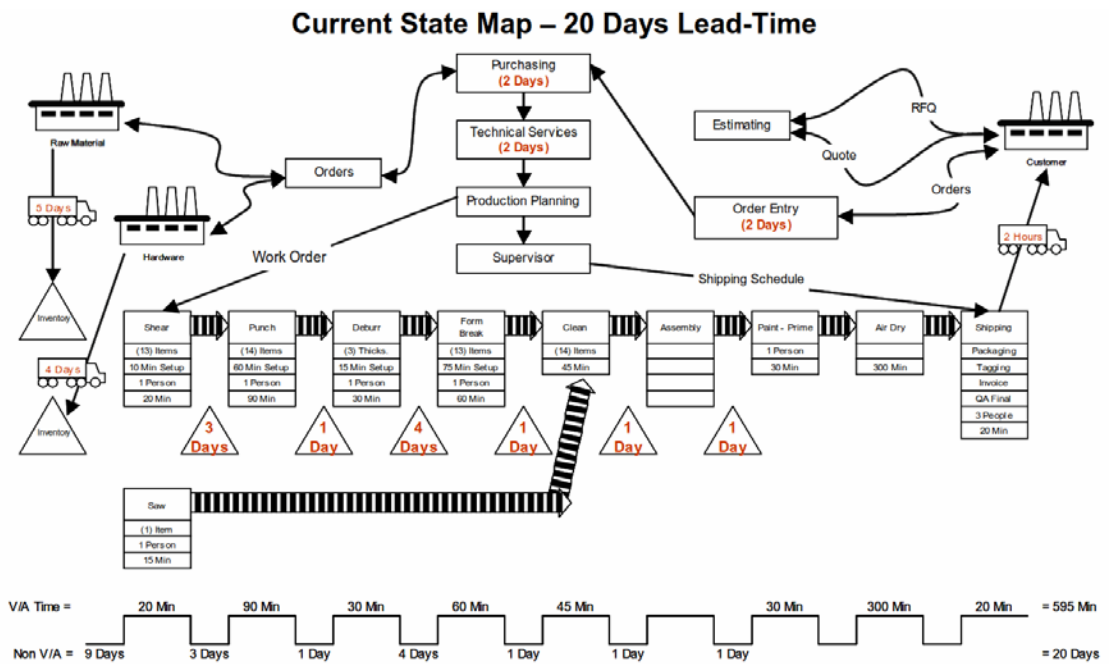 Current State Map – 20 Days Lead-Time
Purchasing
(2 Days)
Technical Services
(2 Days)
Production Planning
Supervisor
Orders
Raw Material
Hardware
5 Days
4 Days
Inventoy
Inventoy
Work Order
Estimating
RFQ
Quote
Orders
Customer
Order Entry
(2 Days)
2 Hours
Shipping Schedule
Shear
(13) Items
10 Min Setup
1 Person
20 Min
Punch
(14) Items
60 Min Setup
1 Person
90 Min
Deburr
(3) Thicks.
15 Min Setup
1 Person
30 Min
Form
Break
(13) Items
75 Min Setup
1 Person
60 Min
Clean
(14) Items
45 Min
Assembly
Paint - Prime
1 Person
30 Min
Air Dry
300 Min
Shipping
Packaging
Tagging
Invoice
QA Final
3 People
20 Min
3
Days
1
Day
4
Days
1
Day
1
Day
1
Day
Saw
(1) Item
1 Person
15 Min
V/A Time = 20 Min 90 Min 30 Min 60 Min 45 Min 30 Min 300 Min 20 Min = 595 Min
Non V/A = 9 Days 3 Days 1 Day 4 Days 1 Day 1 Day 1 Day = 20 Days